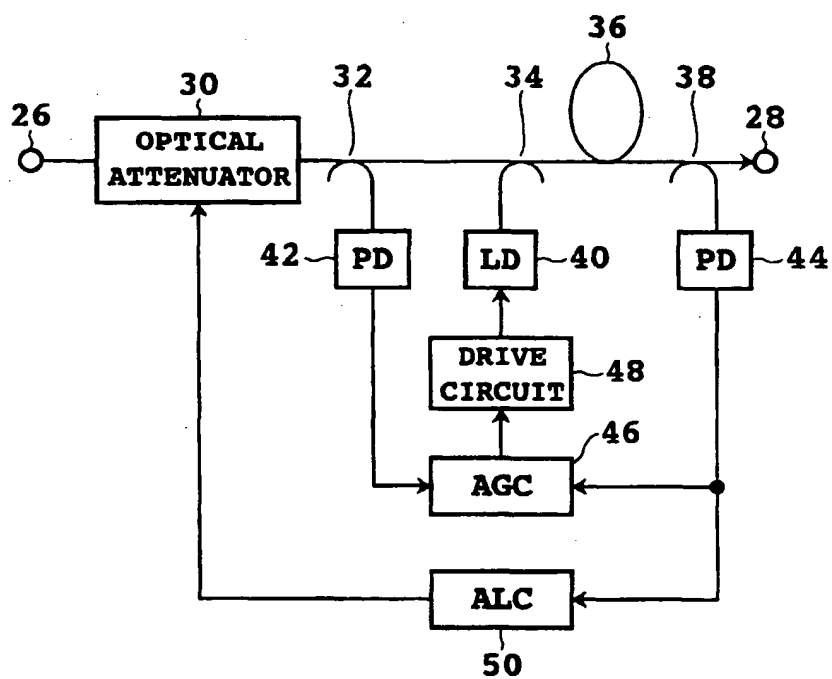 36
30
32
34
38
26
28
OPTICAL
ATTENUATOR
42
PD
LD
40
PD
44
DRIVE
CIRCUIT
48
46
AGC
ALC
50